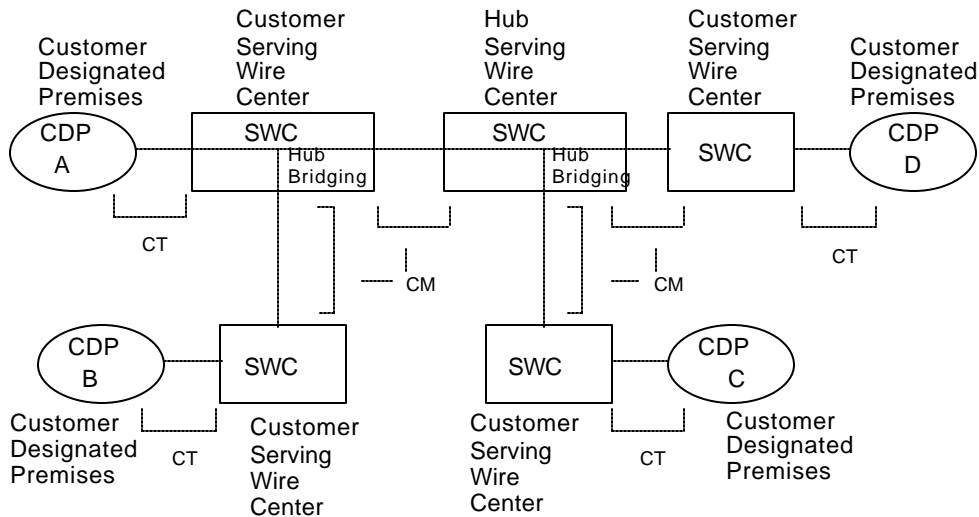 Customer
Designated
Premises
Customer
Serving
Wire
Center
Hub
Serving
Wire
Center
Customer
Serving
Wire
Center
Customer
Designated
Premises
CDP
A
SWC
Hub
Bridging
SWC
Hub
Bridging
SWC
CDP
D
CT
CM
CM
CT
CDP
B
SWC
SWC
CDP
C
Customer
Designated
Premises
CT
Customer
Serving
Wire
Center
Customer
Serving
Wire
Center
CT
Customer
Designated
Premises